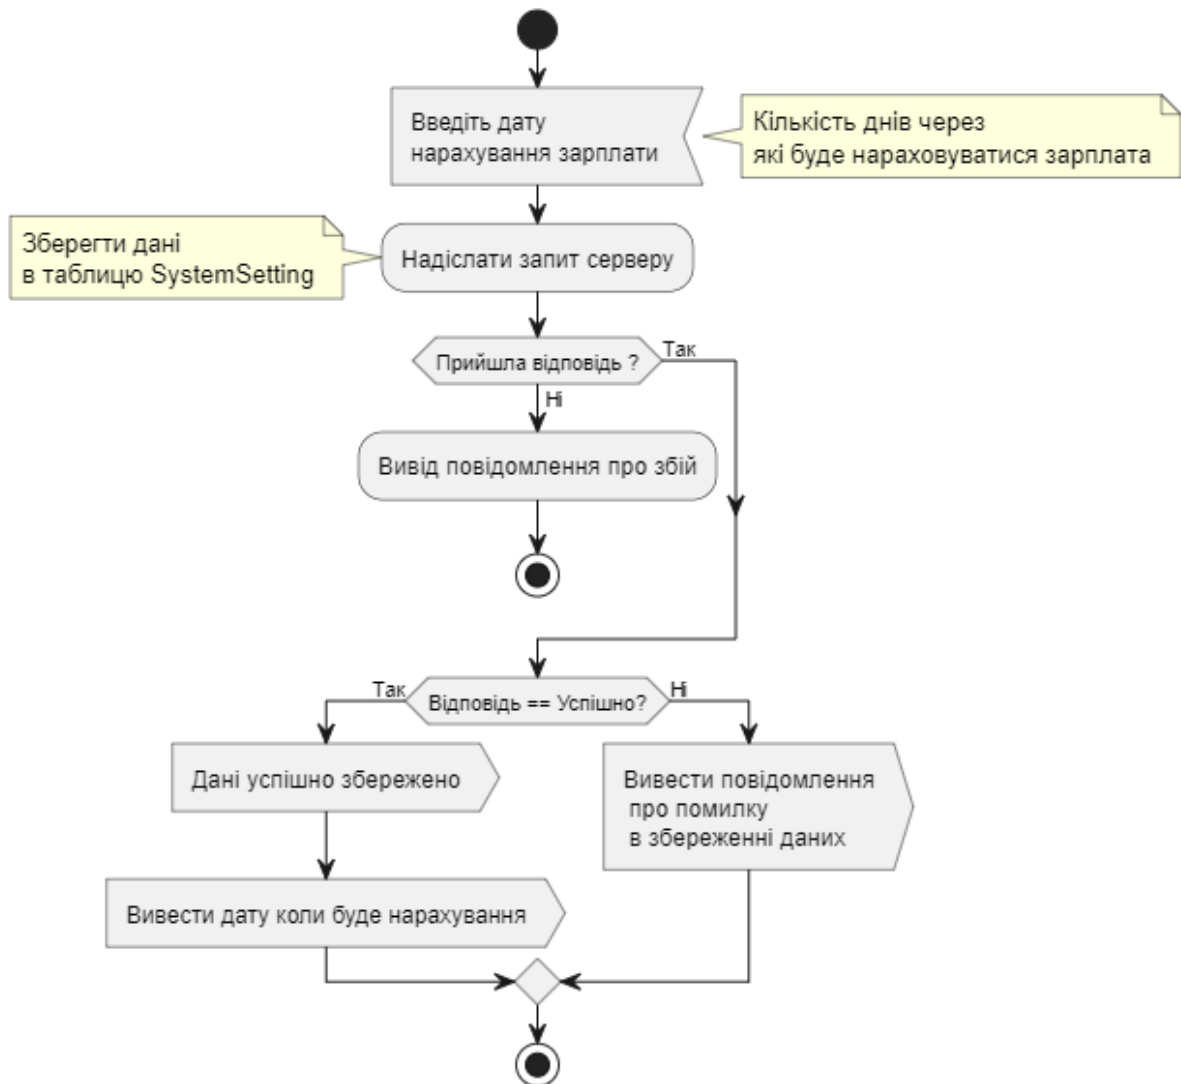 Введіть дату
нарахування зарплати
Кількість днів через
які буде нараховуватися зарплата
Зберегти дані
в таблицю SystemSetting
Надіслати запит серверу
Прийшла відповідь ?
Так
Ні
Вивід повідомлення про збій
Так
Відповідь == Успішно?
Ні
Дані успішно збережено
Вивести повідомлення
про помилку
в збереженні даних
Вивести дату коли буде нарахування